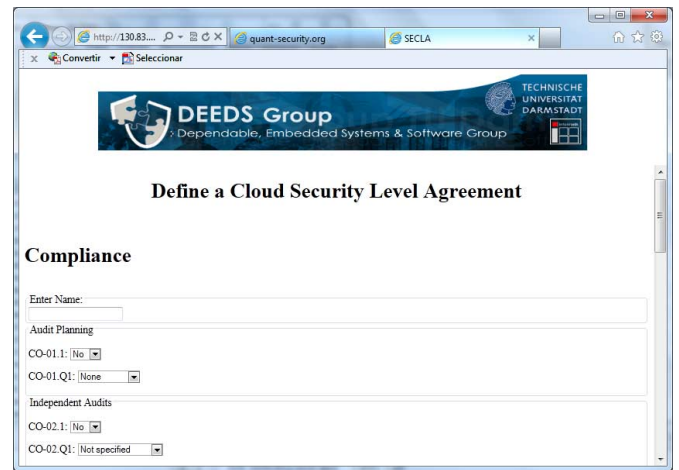 http://130.83....
quant-security.org
SECLA
x Convertir Seleccionar
TECHNISCHE
UNIVERSITÄT
DARMSTADT
DEEDS Group
Dependable, Embedded Systems & Software Group
Define a Cloud Security Level Agreement
Compliance
Enter Name:
Audit Planning
CO-01.1: No
CO-01.Q1: None
Independent Audits
CO-02.1: No
CO-02.Q1: Not specified